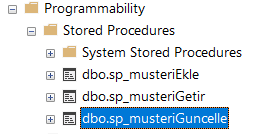 Programmability
Stored Procedures
System Stored Procedures
dbo.sp_musteriEkle
dbo.sp_musteriGetir
dbo.sp_musteriGuncelle